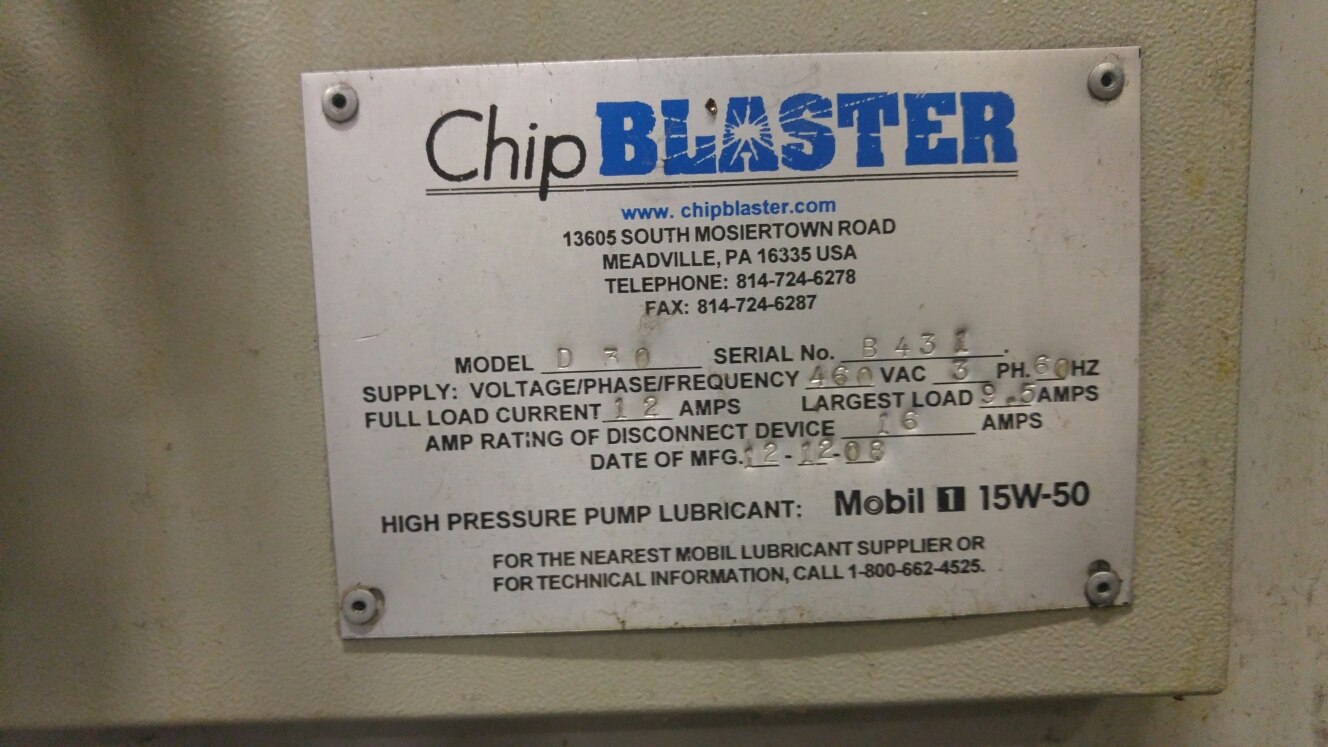 Chip BLASTER
www. chipblaster.com
13605 SOUTH MOSIERTOWN ROAD
MEADVILLE, PA 16335 USA
TELEPHONE: 814-724-6278
FAX: 814-724-6287
MODEL D 30 SERIAL No. B431.
SUPPLY: VOLTAGE/PHASE/FREQUENCY 460 VAC 3 PH. 60HZ
FULL LOAD CURRENT 12 AMPS LARGEST LOAD 9.5 AMPS
AMP RATING OF DISCONNECT DEVICE 16 AMPS
DATE OF MFG. 12-12-08
HIGH PRESSURE PUMP LUBRICANT: Mobil 1 15W-50
FOR THE NEAREST MOBIL LUBRICANT SUPPLIER OR
FOR TECHNICAL INFORMATION, CALL 1-800-662-4525.